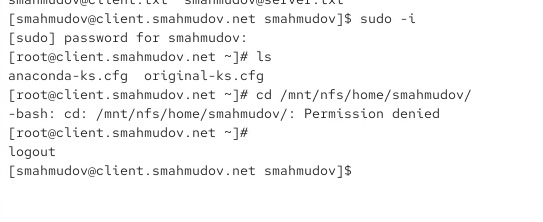 smahmudov@client.txt  smahmudov@server.txt
[smahmudov@client.smahmudov.net smahmudov]$ sudo -i
[sudo] password for smahmudov:
[root@client.smahmudov.net ~]# ls
anaconda-ks.cfg  original-ks.cfg
[root@client.smahmudov.net ~]# cd /mnt/nfs/home/smahmudov/
-bash: cd: /mnt/nfs/home/smahmudov/: Permission denied
[root@client.smahmudov.net ~]#
logout
[smahmudov@client.smahmudov.net smahmudov]$